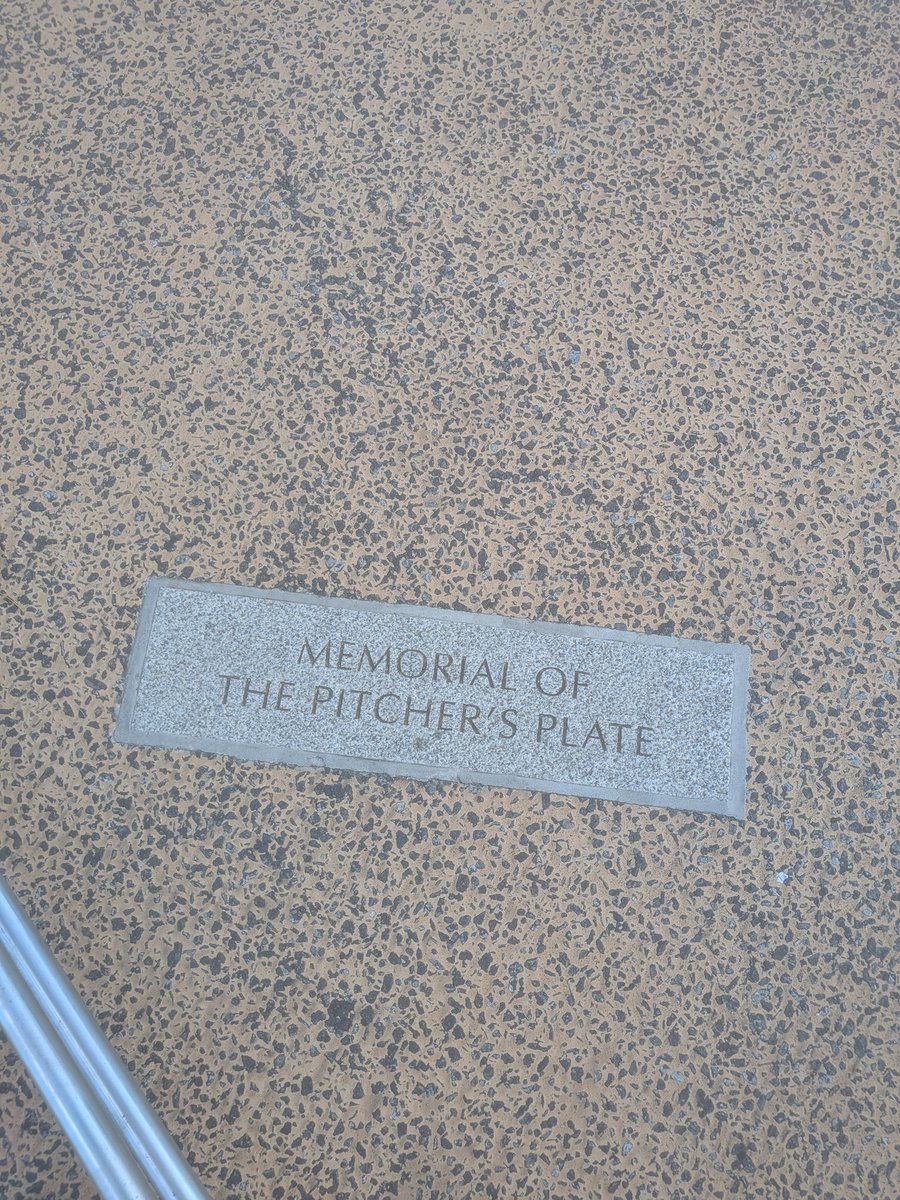 MEMORIAL OF
THE PITCHER'S PLATE